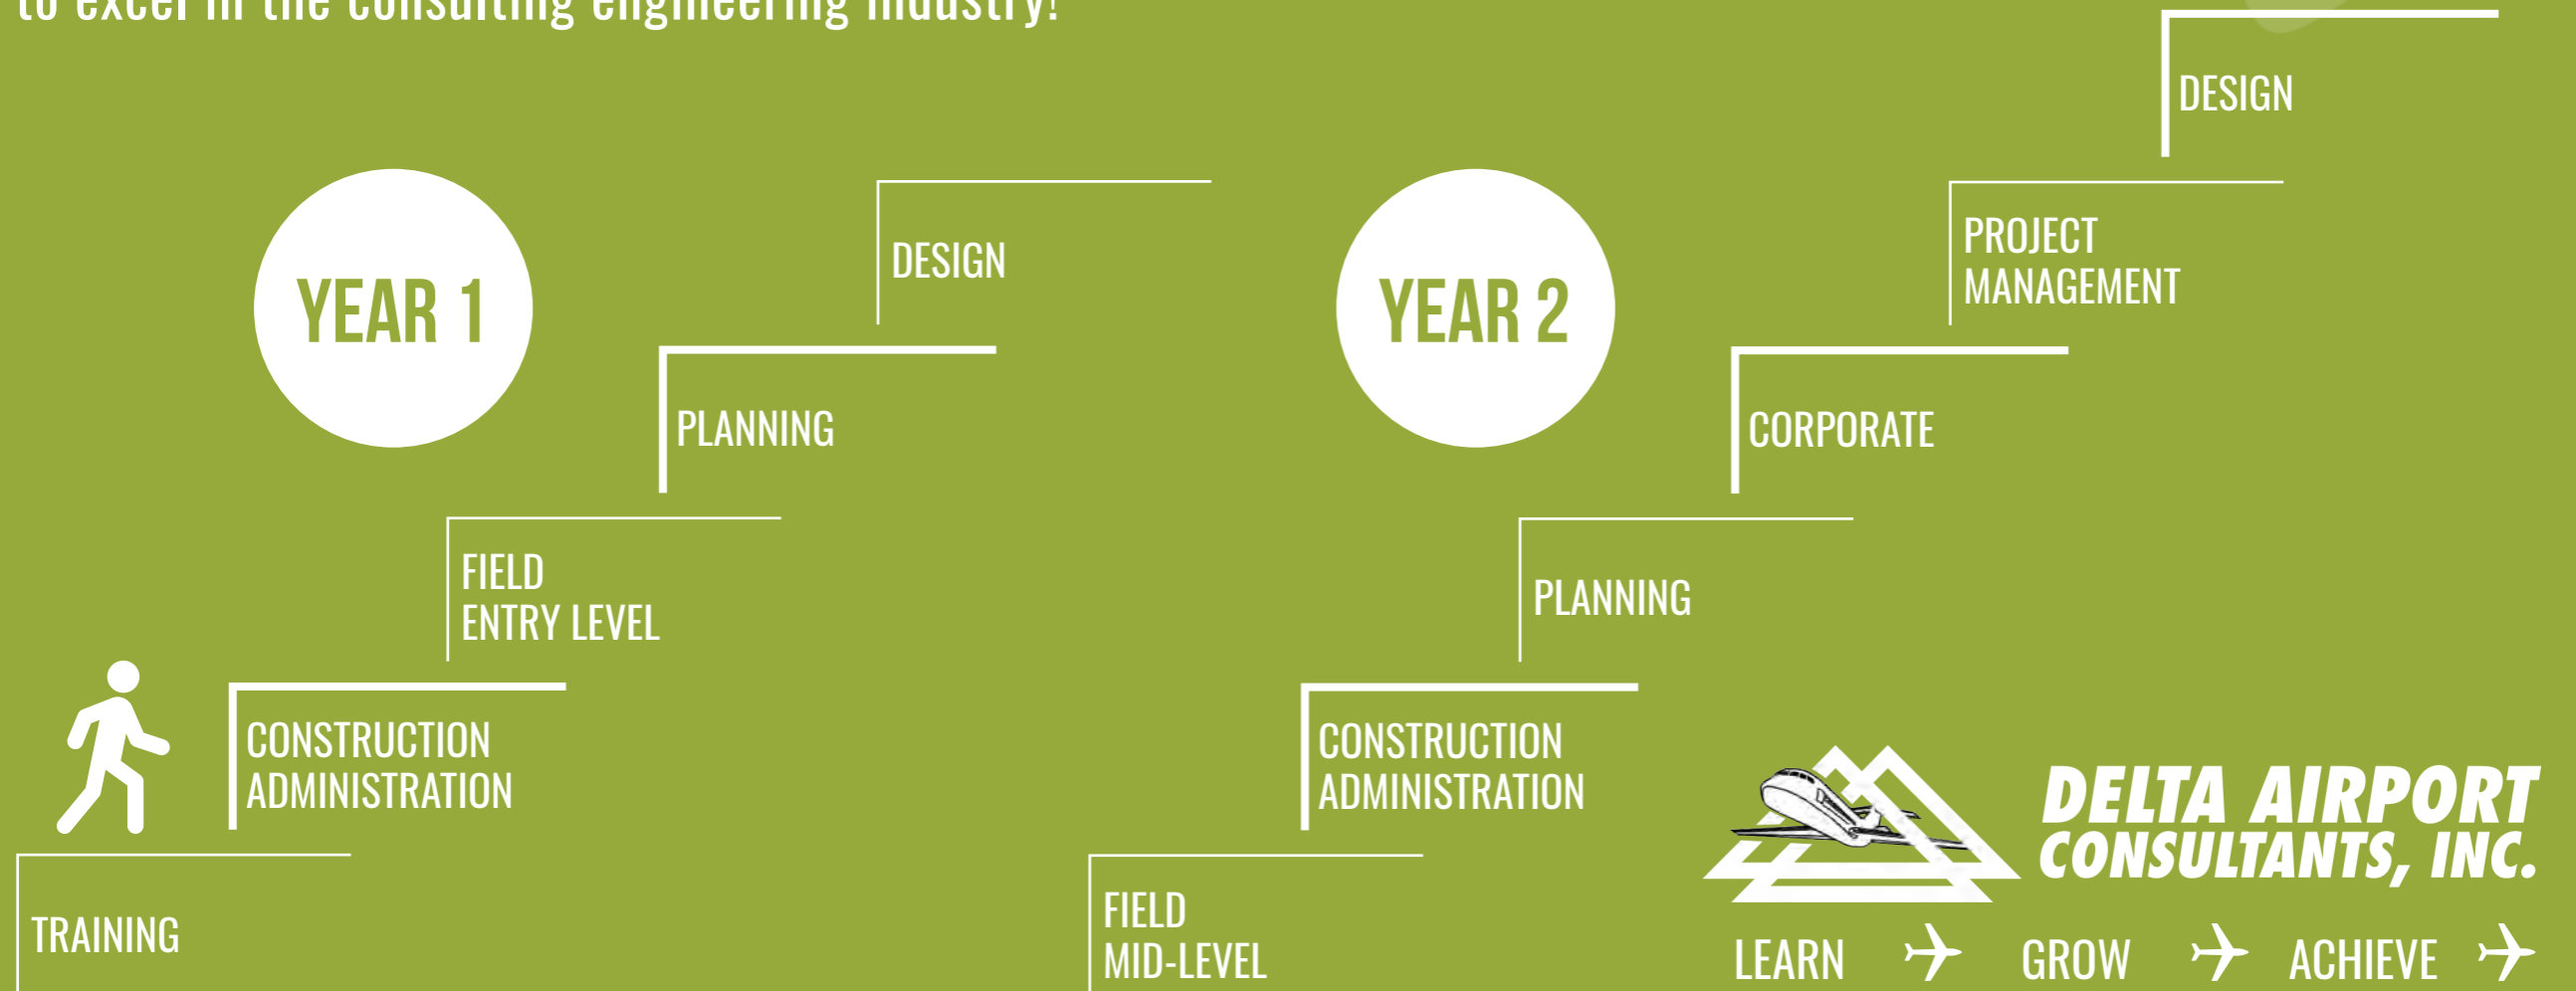 to excel in the consulting engineering industry!
YEAR 1
DESIGN
PLANNING
FIELD
ENTRY LEVEL
CONSTRUCTION
ADMINISTRATION
TRAINING
YEAR 2
DESIGN
PROJECT
MANAGEMENT
CORPORATE
PLANNING
CONSTRUCTION
ADMINISTRATION
FIELD
MID-LEVEL
DELTA AIRPORT
CONSULTANTS, INC.
LEARN GROW ACHIEVE